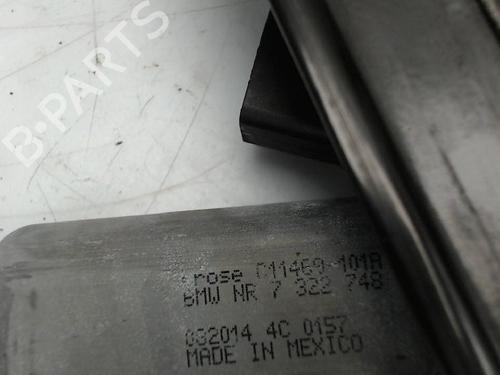 B-PARTS
rose C11469-101A
BMW NR 7 322 748
032014 4C 0157
MADE IN MEXICO